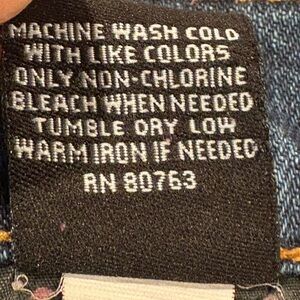 MACHINE WASH COLD
WITH LIKE COLORS
ONLY NON-CHLORINE
BLEACH WHEN NEEDED
TUMBLE DRY LOW
WARM IRON IF NEEDED
RN 80763